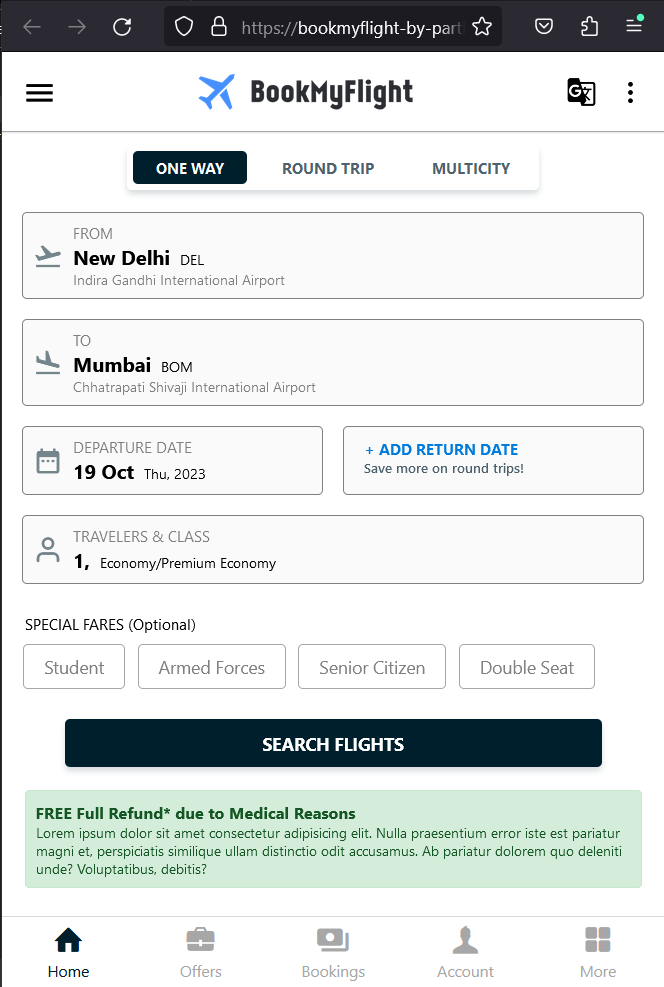 https://bookmyflight-by-part
BookMyFlight
G
ONE WAY ROUND TRIP MULTICITY
FROM
New Delhi DEL
Indira Gandhi International Airport
TO
Mumbai BOM
Chhatrapati Shivaji International Airport
DEPARTURE DATE
19 Oct Thu, 2023
+ ADD RETURN DATE
Save more on round trips!
TRAVELERS & CLASS
1, Economy/Premium Economy
SPECIAL FARES (Optional)
Student Armed Forces Senior Citizen Double Seat
SEARCH FLIGHTS
FREE Full Refund* due to Medical Reasons
Lorem ipsum dolor sit amet consectetur adipisicing elit. Nulla praesentium error iste est pariatur
magni et, perspiciatis similique ullam distinctio odit accusamus. Ab pariatur dolorem quo deleniti
unde? Voluptatibus, debitis?
Home Offers Bookings Account More